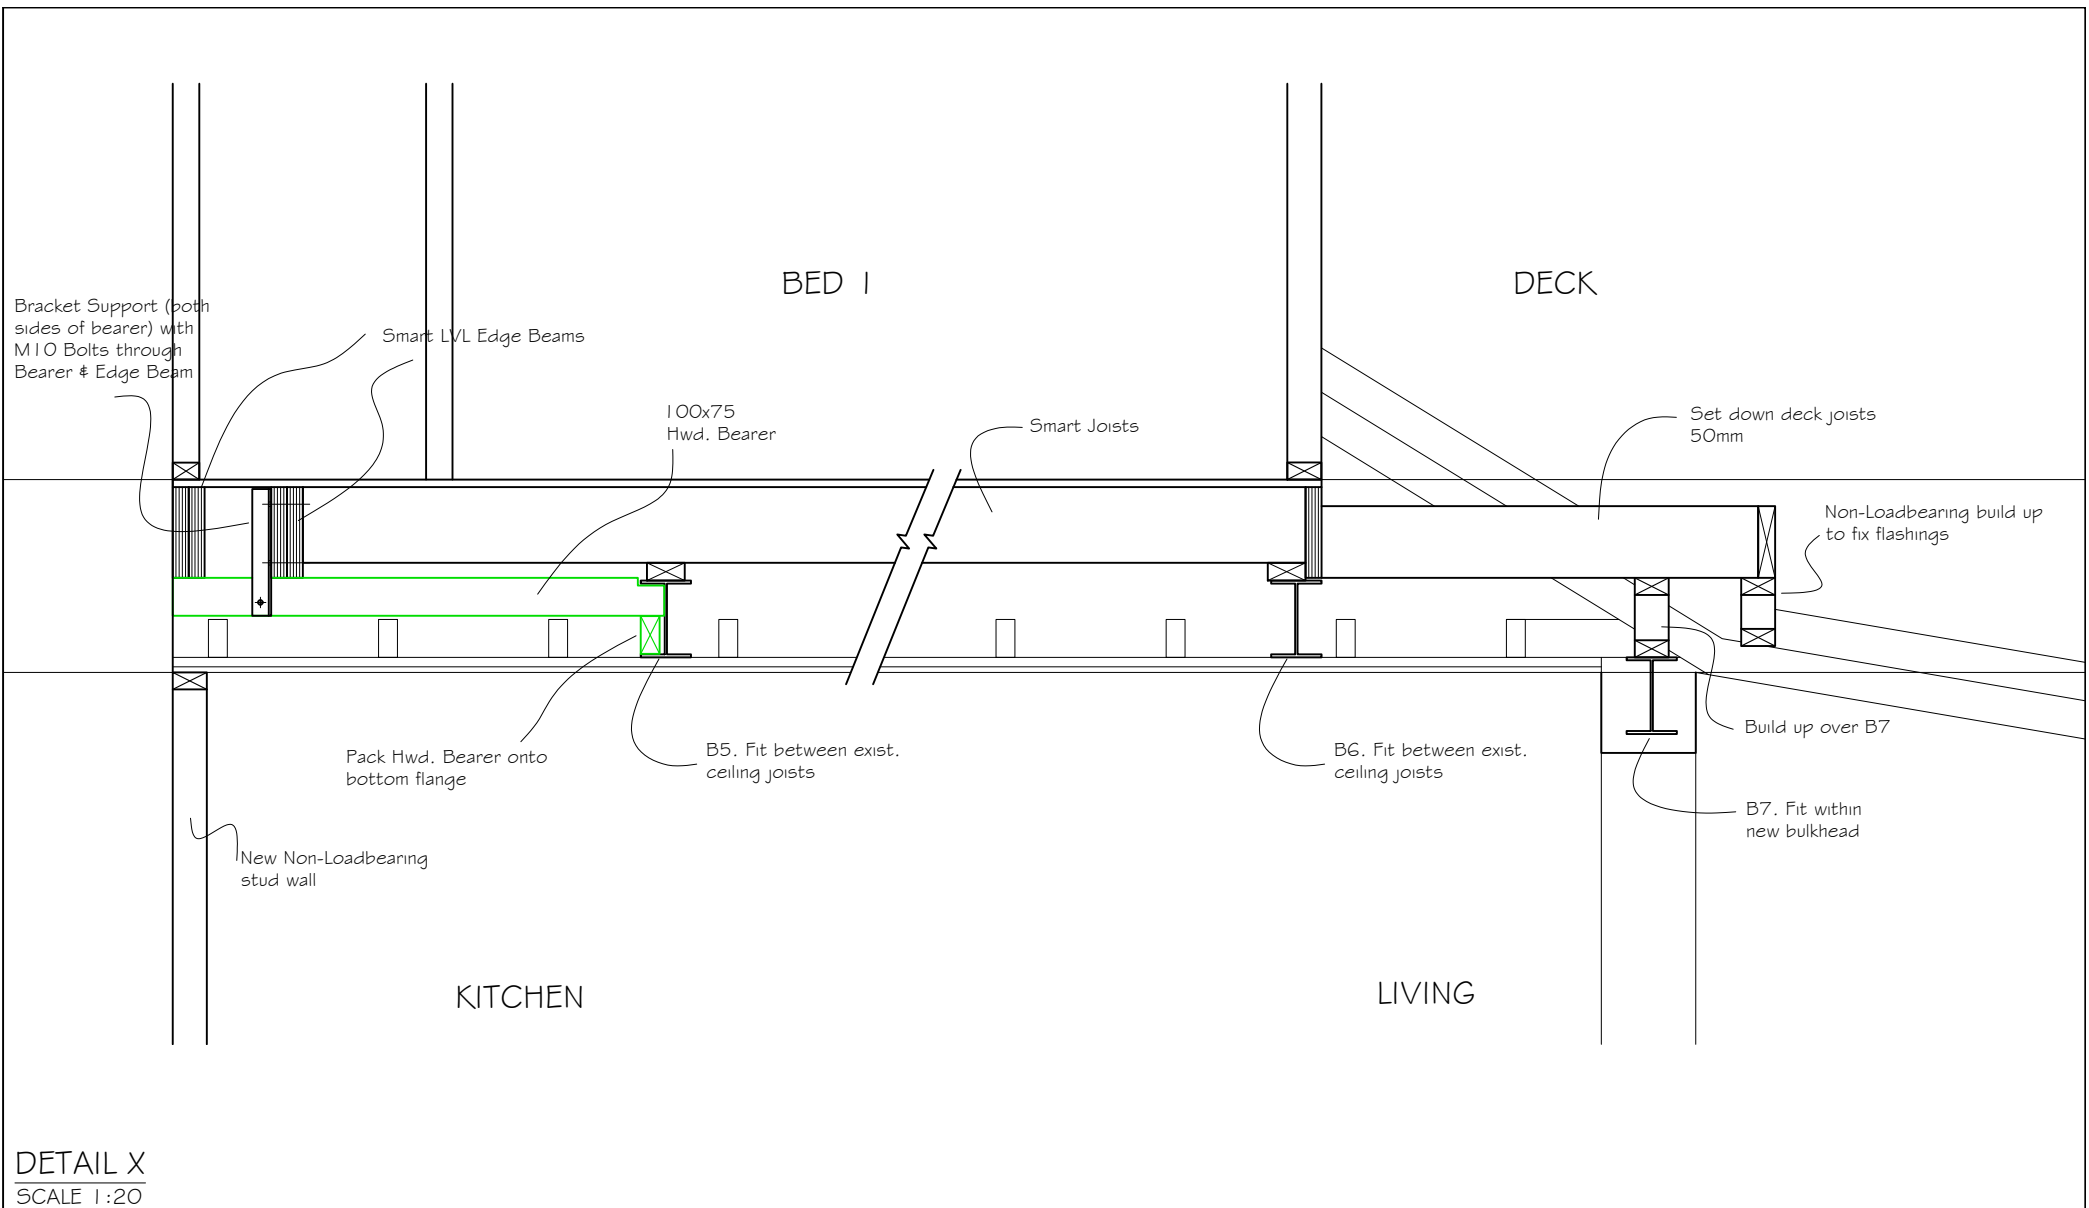 BED 1
DECK
Bracket Support (both
sides of bearer) with
M10 Bolts through
Bearer & Edge Beam
Smart LVL Edge Beams
100x75
Hwd. Bearer
Smart Joists
Set down deck joists
50mm
Non-Loadbearing build up
to fix flashings
Pack Hwd. Bearer onto
bottom flange
B5. Fit between exist.
ceiling joists
B6. Fit between exist.
ceiling joists
Build up over B7
B7. Fit within
new bulkhead
New Non-Loadbearing
stud wall
KITCHEN
LIVING
DETAIL X
SCALE 1:20